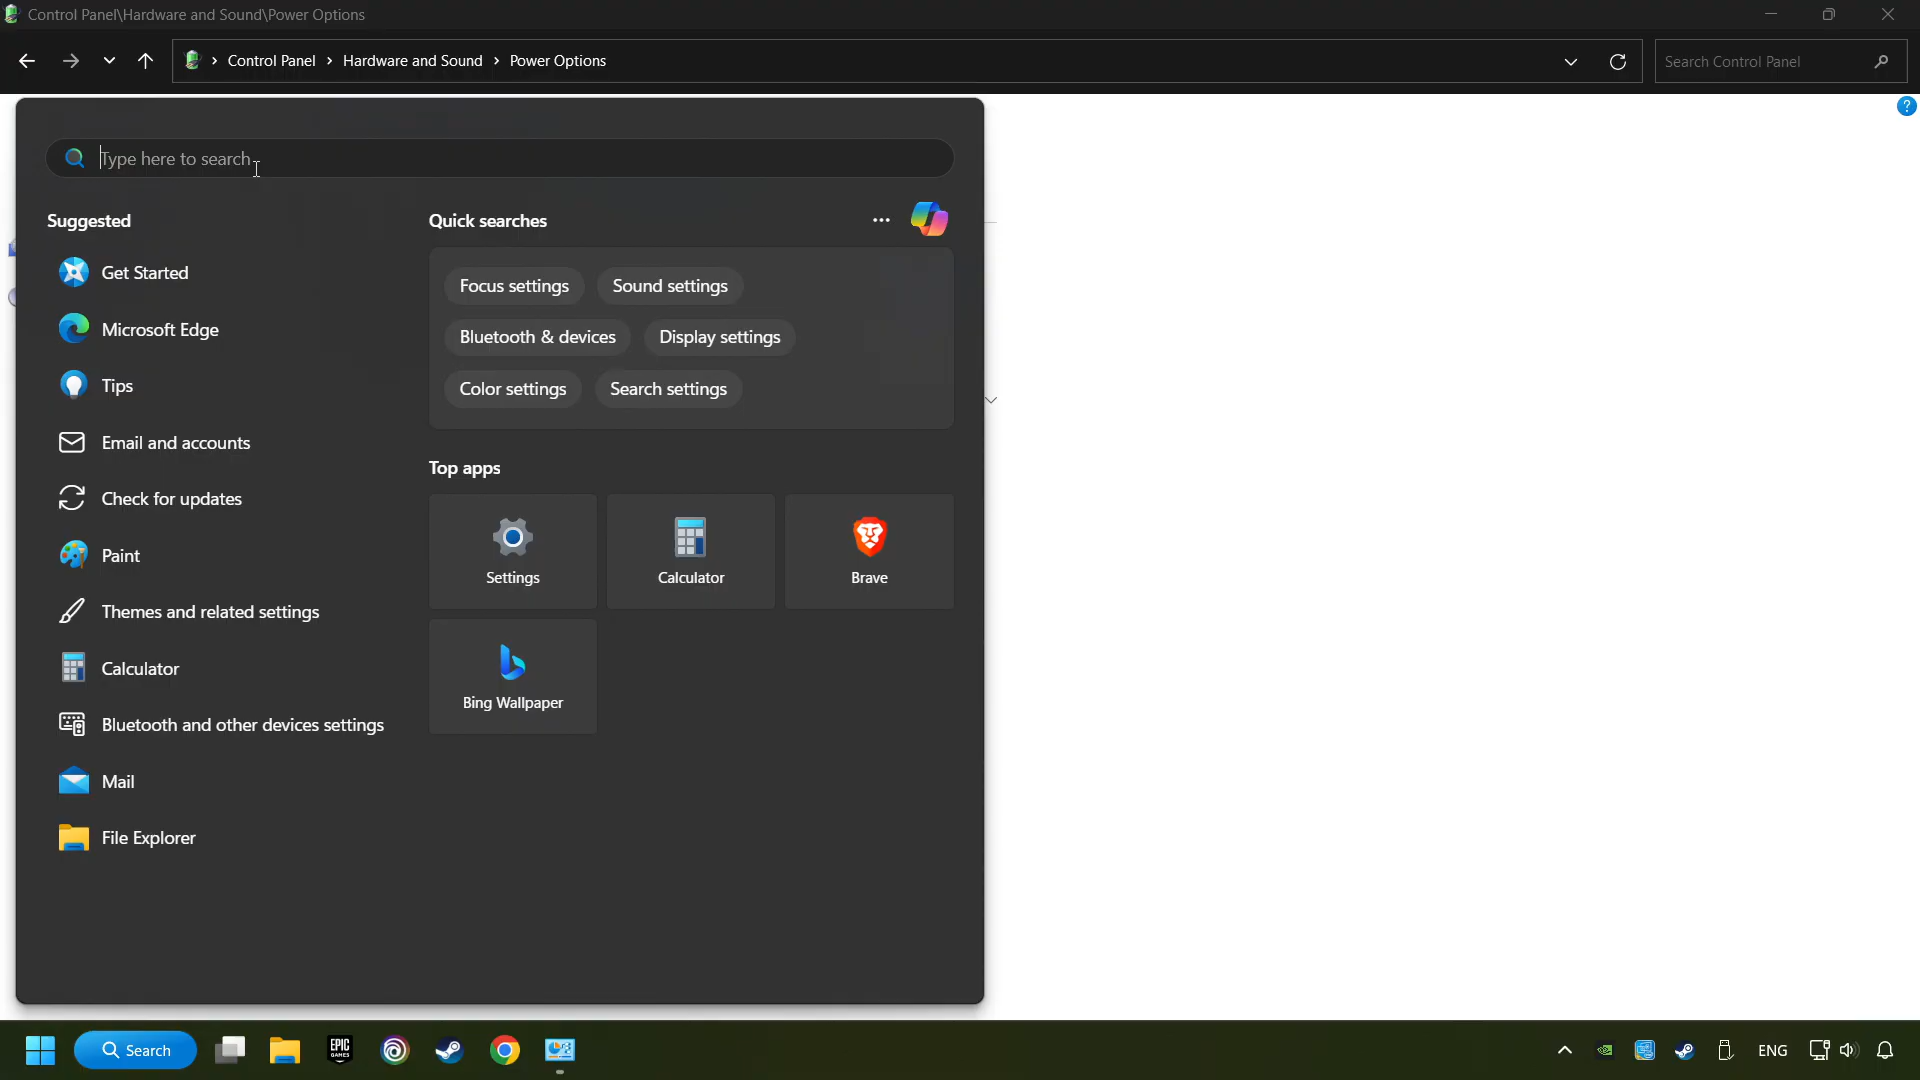 Control Panel\Hardware and Sound\Power Options
Control Panel > Hardware and Sound > Power Options
Search Control Panel
?
Type here to search
Suggested
Quick searches
Get Started
Focus settings
Sound settings
Microsoft Edge
Bluetooth & devices
Display settings
Tips
Color settings
Search settings
Email and accounts
Top apps
Check for updates
Paint
Settings
Calculator
Brave
Themes and related settings
Calculator
Bing Wallpaper
Bluetooth and other devices settings
Mail
File Explorer
Search
EPIC GAMES
ENG